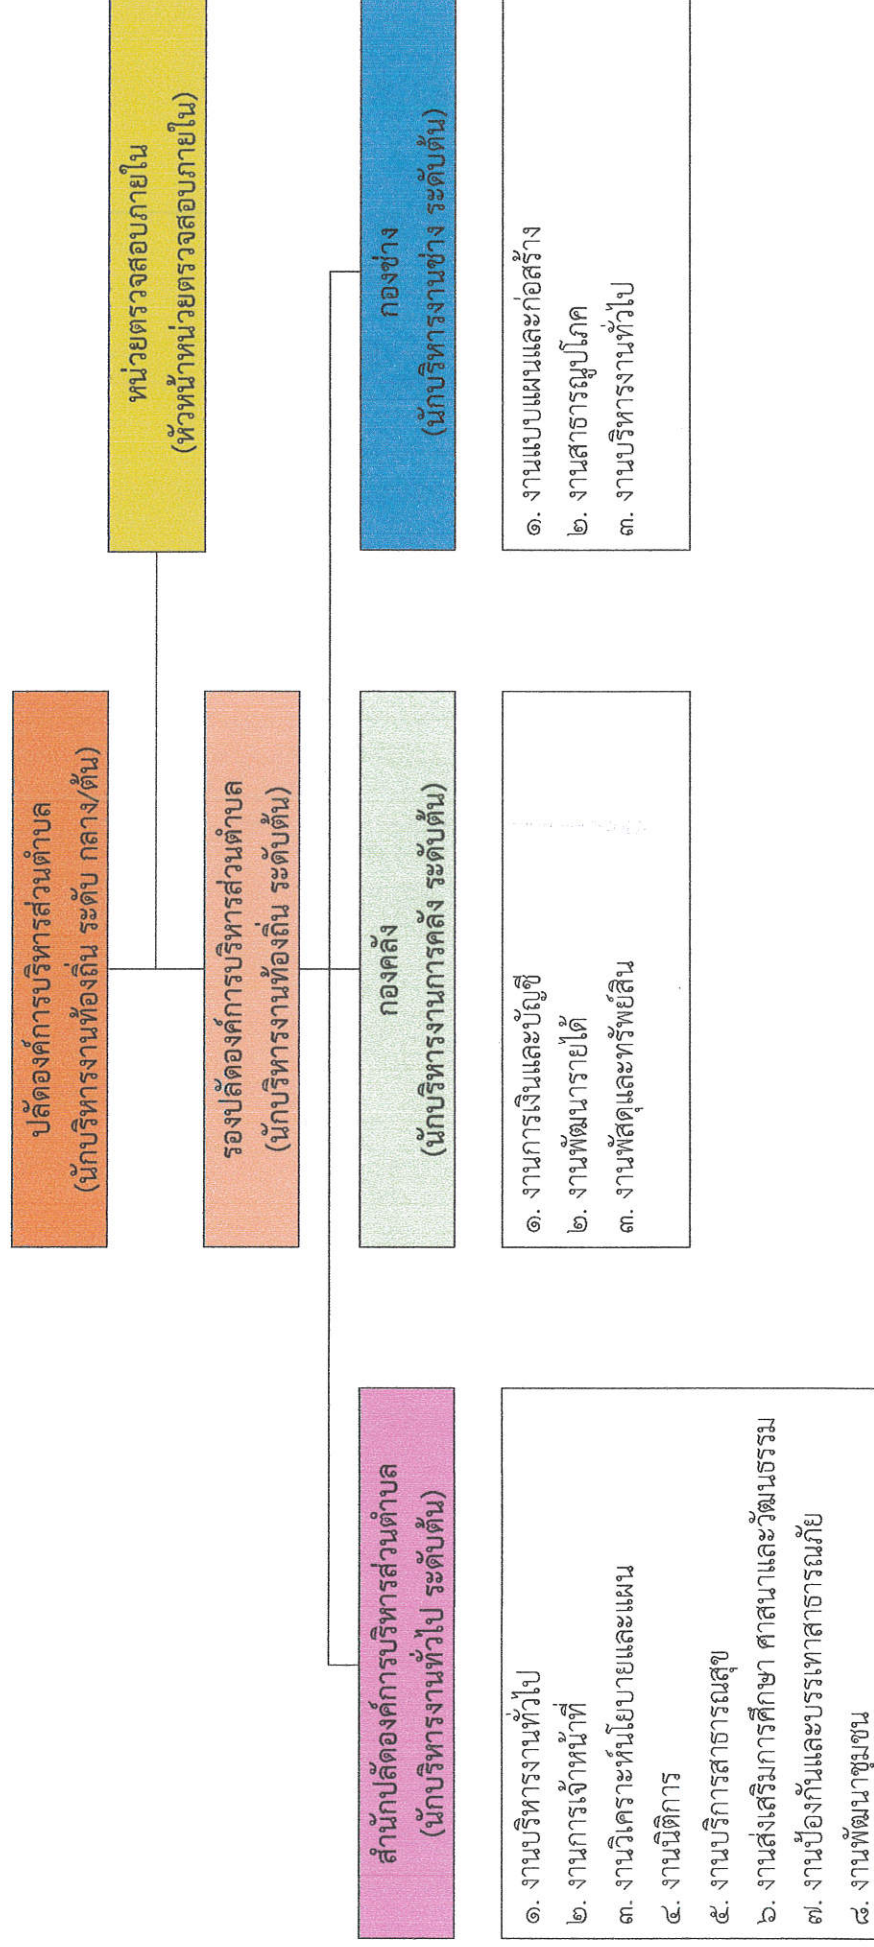 ปลัดองค์การบริหารส่วนตำบล
(นักบริหารงานท้องถิ่น ระดับ กลาง/ต้น)
หน่วยตรวจสอบภายใน
(หัวหน้าหน่วยตรวจสอบภายใน)
รองปลัดองค์การบริหารส่วนตำบล
(นักบริหารงานท้องถิ่น ระดับต้น)
สำนักปลัดองค์การบริหารส่วนตำบล
(นักบริหารงานทั่วไป ระดับต้น)
กองคลัง
(นักบริหารงานการคลัง ระดับต้น)
กองช่าง
(นักบริหารงานช่าง ระดับต้น)
๑. งานบริหารงานทั่วไป
๒. งานการเจ้าหน้าที่
๓. งานวิเคราะห์นโยบายและแผน
๔. งานนิติการ
๕. งานบริการสาธารณสุข
๖. งานส่งเสริมการศึกษา ศาสนาและวัฒนธรรม
๗. งานป้องกันและบรรเทาสาธารณภัย
๘. งานพัฒนาชุมชน
๑. งานการเงินและบัญชี
๒. งานพัฒนารายได้
๓. งานพัสดุและทรัพย์สิน
๑. งานแบบแผนและก่อสร้าง
๒. งานสาธารณูปโภค
๓. งานบริหารงานทั่วไป